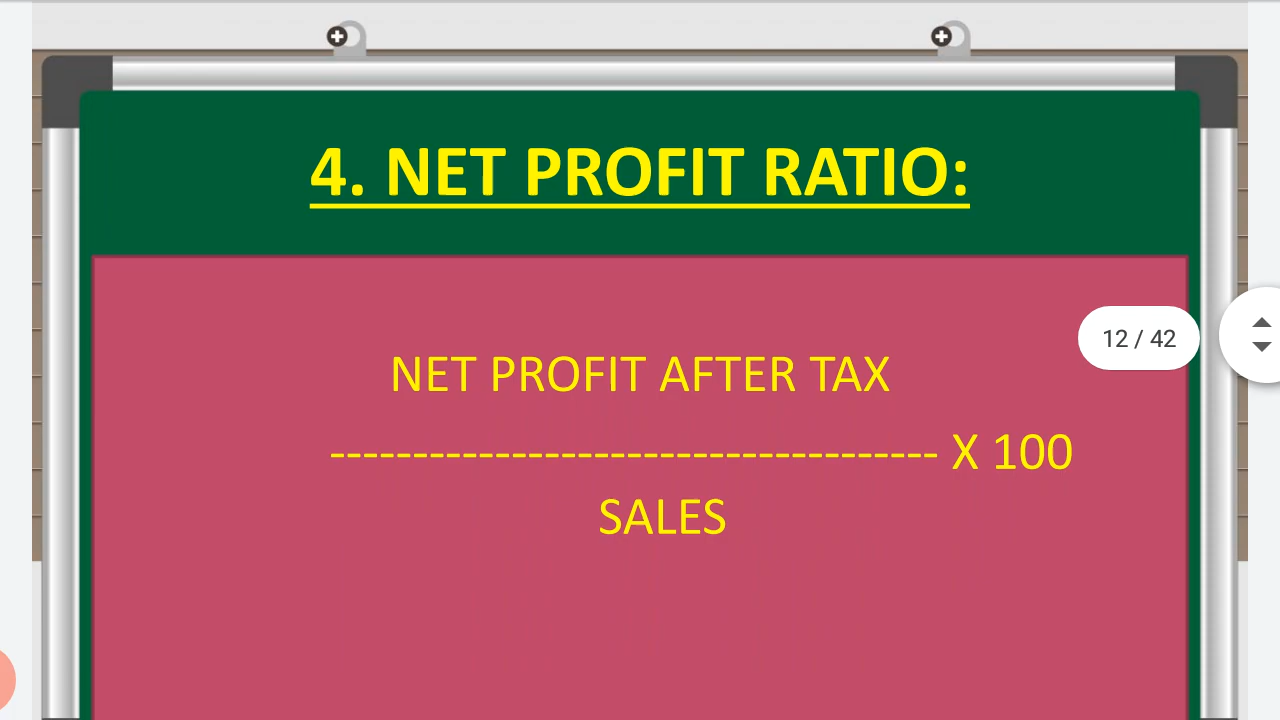 4. NET PROFIT RATIO:
12 / 42
NET PROFIT AFTER TAX
------------------------------------- X 100
SALES